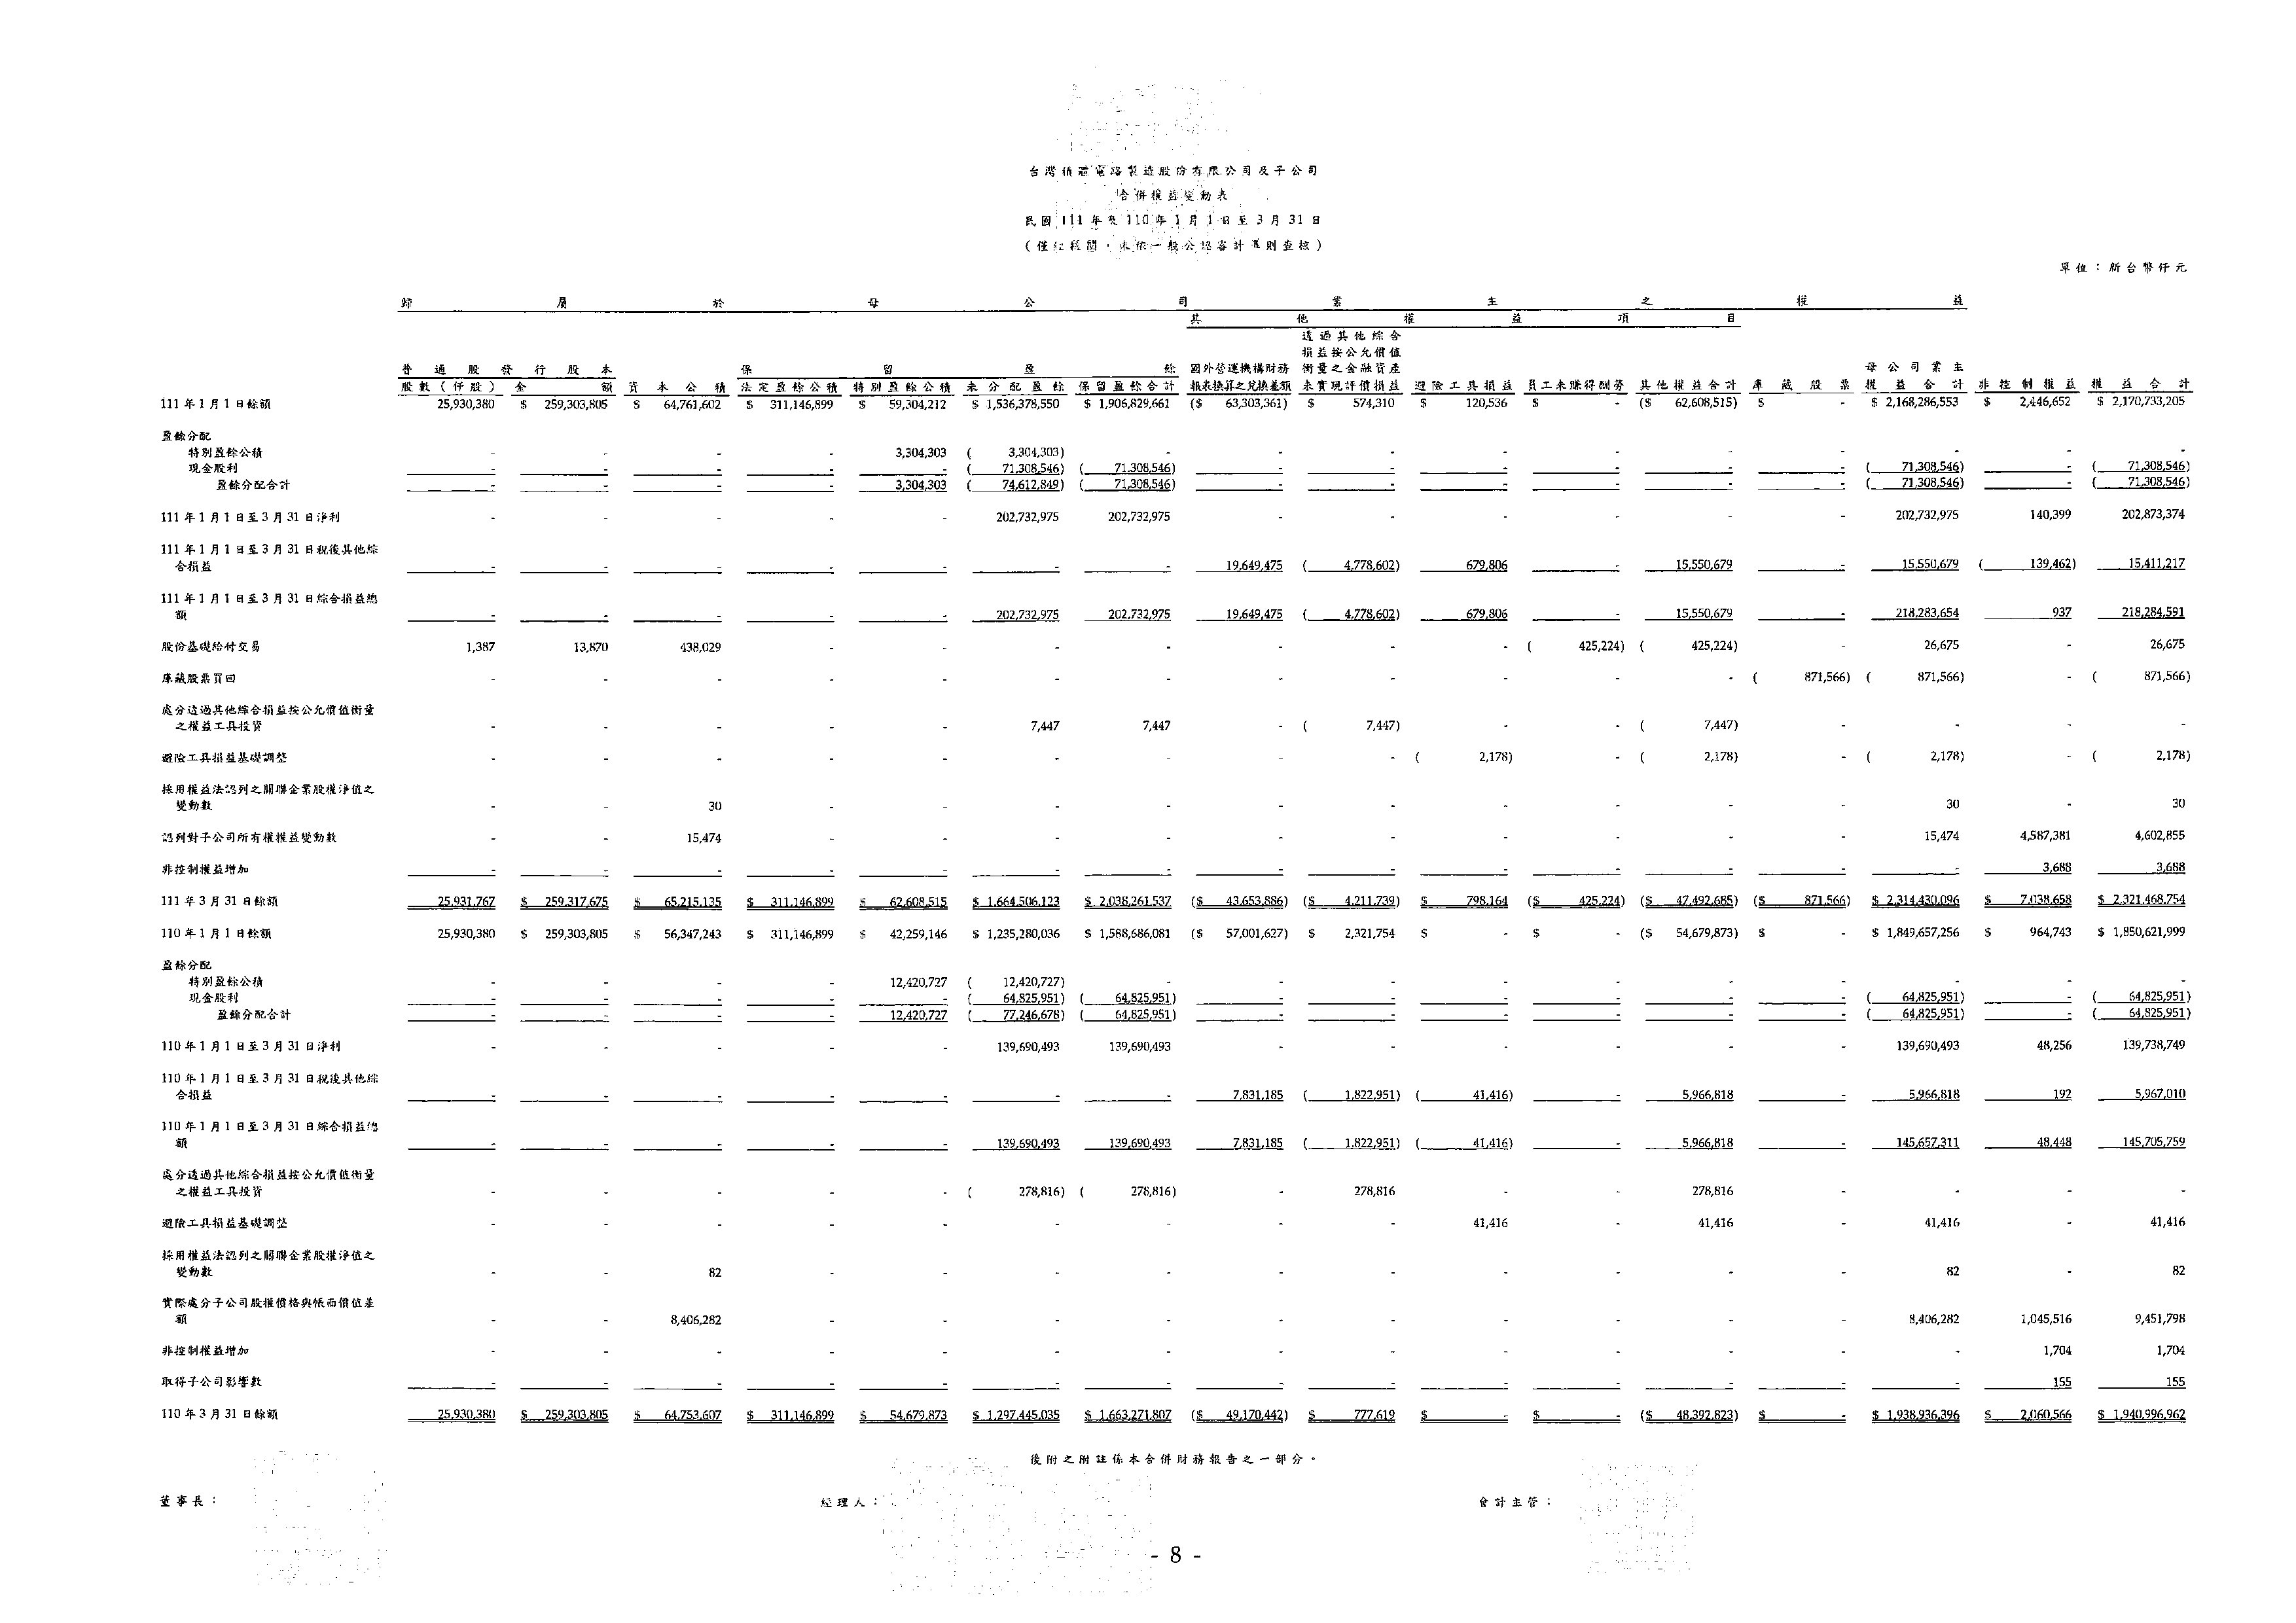 台灣積體電路製造股份有限公司及子公司
合併權益變動表
民國 111 年及 110 年 1 月 1 日至 3 月 31 日
(僅經核閱,未依一般公認審計準則查核)
單位:新台幣仟元
歸 屬 於 母 公 司 業 主 之 權 益
其 他 權 益 項 目
透過其他綜合
損益按公允價值
普 通 股 發 行 股 本 保 留 盈 餘 國外營運機構財務 衡量之金融資產 母公司業主
股數(仟股) 金 額 資本公積 法定盈餘公積 特別盈餘公積 未分配盈餘 保留盈餘合計 報表換算之兌換差額 未實現評價損益 避險工具損益 員工未賺得酬勞 其他權益合計 庫藏股票 權益合計 非控制權益 權益合計
111 年 1 月 1 日餘額 25,930,380 $ 259,303,805 $ 64,761,602 $ 311,146,899 $ 59,304,212 $ 1,536,378,550 $ 1,906,829,661 ($ 63,303,361) $ 574,310 $ 120,536 $ - ($ 62,608,515) $ - $ 2,168,286,553 $ 2,446,652 $ 2,170,733,205
盈餘分配
特別盈餘公積 - - - - 3,304,303 ( 3,304,303) - - - - - - - - - -
現金股利 - - - - - ( 71,308,546) ( 71,308,546) - - - - - - ( 71,308,546) - ( 71,308,546)
盈餘分配合計 - - - - 3,304,303 ( 74,612,849) ( 71,308,546) - - - - - - ( 71,308,546) - ( 71,308,546)
111 年 1 月 1 日至 3 月 31 日淨利 - - - - - 202,732,975 202,732,975 - - - - - - 202,732,975 140,399 202,873,374
111 年 1 月 1 日至 3 月 31 日稅後其他綜
合損益 - - - - - - - 19,649,475 ( 4,778,602) 679,806 - 15,550,679 - 15,550,679 ( 139,462) 15,411,217
111 年 1 月 1 日至 3 月 31 日綜合損益總
額 - - - - - 202,732,975 202,732,975 19,649,475 ( 4,778,602) 679,806 - 15,550,679 - 218,283,654 937 218,284,591
股份基礎給付交易 1,387 13,870 438,029 - - - - - - - ( 425,224) ( 425,224) - 26,675 - 26,675
庫藏股票買回 - - - - - - - - - - - - ( 871,566) ( 871,566) - ( 871,566)
處分透過其他綜合損益按公允價值衡量
之權益工具投資 - - - - - 7,447 7,447 - ( 7,447) - - ( 7,447) - - - -
避險工具損益基礎調整 - - - - - - - - - ( 2,178) - ( 2,178) - ( 2,178) - ( 2,178)
採用權益法認列之關聯企業股權淨值之
變動數 - - 30 - - - - - - - - - - 30 - 30
認列對子公司所有權權益變動數 - - 15,474 - - - - - - - - - - 15,474 4,587,381 4,602,855
非控制權益增加 - - - - - - - - - - - - - - 3,688 3,688
111 年 3 月 31 日餘額 25,931,767 $ 259,317,675 $ 65,215,135 $ 311,146,899 $ 62,608,515 $ 1,664,506,123 $ 2,038,261,537 ($ 43,653,886) ($ 4,211,739) $ 798,164 ($ 425,224) ($ 47,492,685) ($ 871,566) $ 2,314,430,096 $ 7,038,658 $ 2,321,468,754
110 年 1 月 1 日餘額 25,930,380 $ 259,303,805 $ 56,347,243 $ 311,146,899 $ 42,259,146 $ 1,235,280,036 $ 1,588,686,081 ($ 57,001,627) $ 2,321,754 $ - $ - ($ 54,679,873) $ - $ 1,849,657,256 $ 964,743 $ 1,850,621,999
盈餘分配
特別盈餘公積 - - - - 12,420,727 ( 12,420,727) - - - - - - - - - -
現金股利 - - - - - ( 64,825,951) ( 64,825,951) - - - - - - ( 64,825,951) - ( 64,825,951)
盈餘分配合計 - - - - 12,420,727 ( 77,246,678) ( 64,825,951) - - - - - - ( 64,825,951) - ( 64,825,951)
110 年 1 月 1 日至 3 月 31 日淨利 - - - - - 139,690,493 139,690,493 - - - - - - 139,690,493 48,256 139,738,749
110 年 1 月 1 日至 3 月 31 日稅後其他綜
合損益 - - - - - - - 7,831,185 ( 1,822,951) ( 41,416) - 5,966,818 - 5,966,818 192 5,967,010
110 年 1 月 1 日至 3 月 31 日綜合損益總
額 - - - - - 139,690,493 139,690,493 7,831,185 ( 1,822,951) ( 41,416) - 5,966,818 - 145,657,311 48,448 145,705,759
處分透過其他綜合損益按公允價值衡量
之權益工具投資 - - - - - ( 278,816) ( 278,816) - 278,816 - - 278,816 - - - -
避險工具損益基礎調整 - - - - - - - - - 41,416 - 41,416 - 41,416 - 41,416
採用權益法認列之關聯企業股權淨值之
變動數 - - 82 - - - - - - - - - - 82 - 82
實際處分子公司股權價格與帳面價值差
額 - - 8,406,282 - - - - - - - - - - 8,406,282 1,045,516 9,451,798
非控制權益增加 - - - - - - - - - - - - - - 1,704 1,704
取得子公司影響數 - - - - - - - - - - - - - - 155 155
110 年 3 月 31 日餘額 25,930,380 $ 259,303,805 $ 64,753,607 $ 311,146,899 $ 54,679,873 $ 1,297,445,035 $ 1,663,271,807 ($ 49,170,442) $ 777,619 $ - $ - ($ 48,392,823) $ - $ 1,938,936,396 $ 2,060,566 $ 1,940,996,962
後附之附註係本合併財務報告之一部分。
董事長: 經理人: 會計主管:
- 8 -